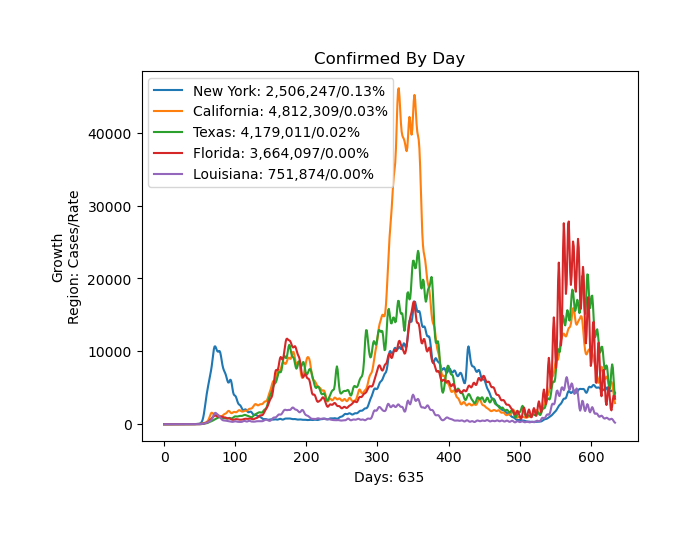 Confirmed By Day
New York: 2,506,247/0.13%
California: 4,812,309/0.03%
Texas: 4,179,011/0.02%
Florida: 3,664,097/0.00%
Louisiana: 751,874/0.00%
Growth
Region: Cases/Rate
40000
30000
20000
10000
0
0 100 200 300 400 500 600
Days: 635